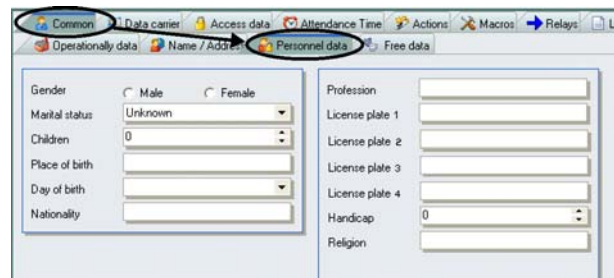 Common Data carrier Access data Attendance Time Actions Macros Relays L
Operationally data Name / Address Personnel data Free data
Gender Male Female
Marital status Unknown
Children 0
Place of birth
Day of birth
Nationality
Profession
License plate 1
License plate 2
License plate 3
License plate 4
Handicap 0
Religion